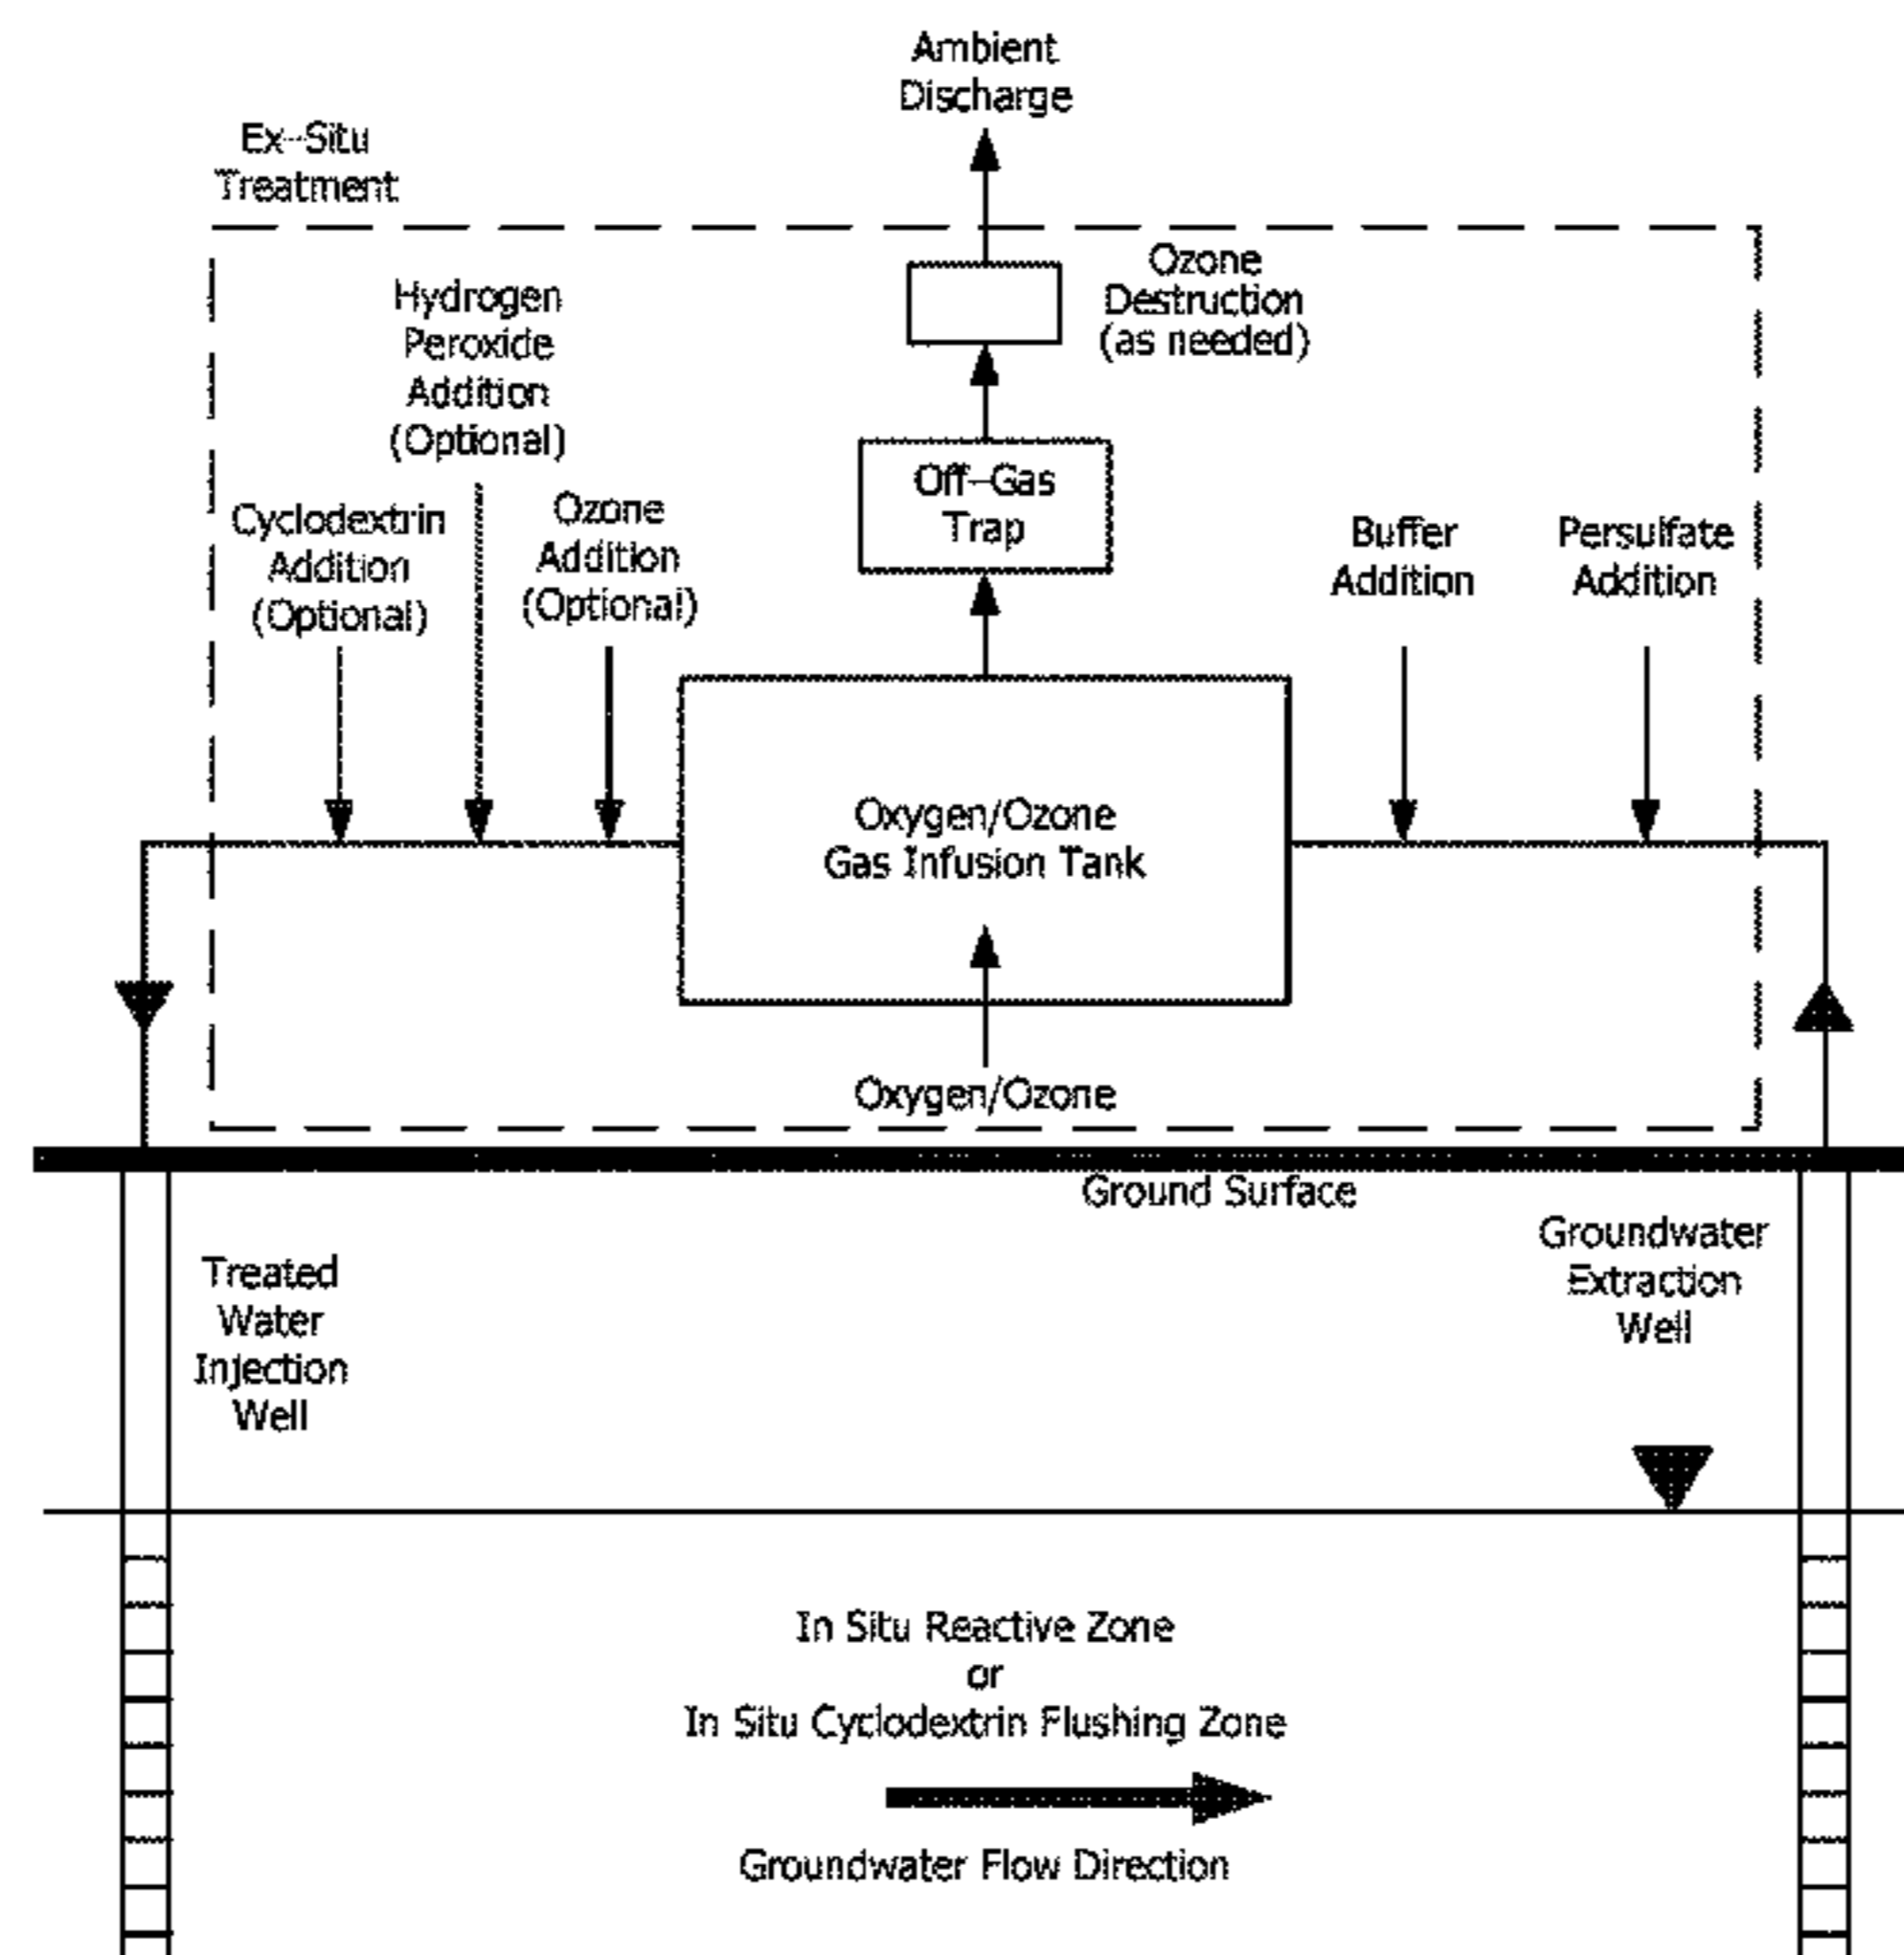 Ambient
Discharge
Ex-Situ
Treatment
Ozone
Destruction
(as needed)
Hydrogen
Peroxide
Addition
(Optional)
Off-Gas
Trap
Cyclodextrin
Addition
(Optional)
Ozone
Addition
(Optional)
Buffer
Addition
Persulfate
Addition
Oxygen/Ozone
Gas Infusion Tank
Oxygen/Ozone
Ground Surface
Treated
Water
Injection
Well
Groundwater
Extraction
Well
In Situ Reactive Zone
or
In Situ Cyclodextrin Flushing Zone
Groundwater Flow Direction